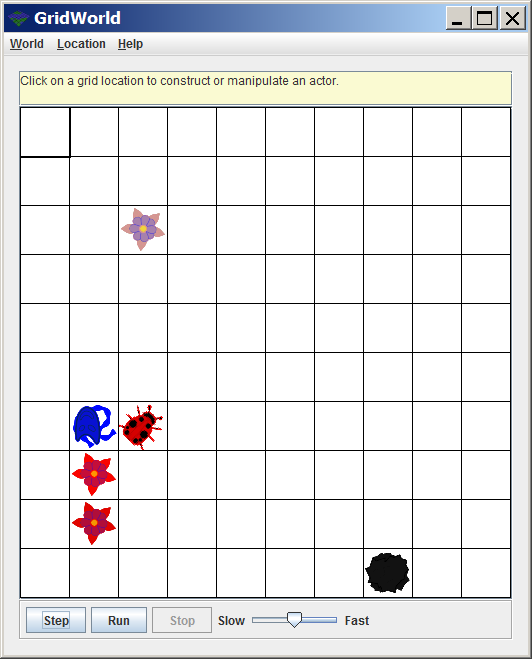 GridWorld
World Location Help
Click on a grid location to construct or manipulate an actor.
Step Run Stop Slow Fast